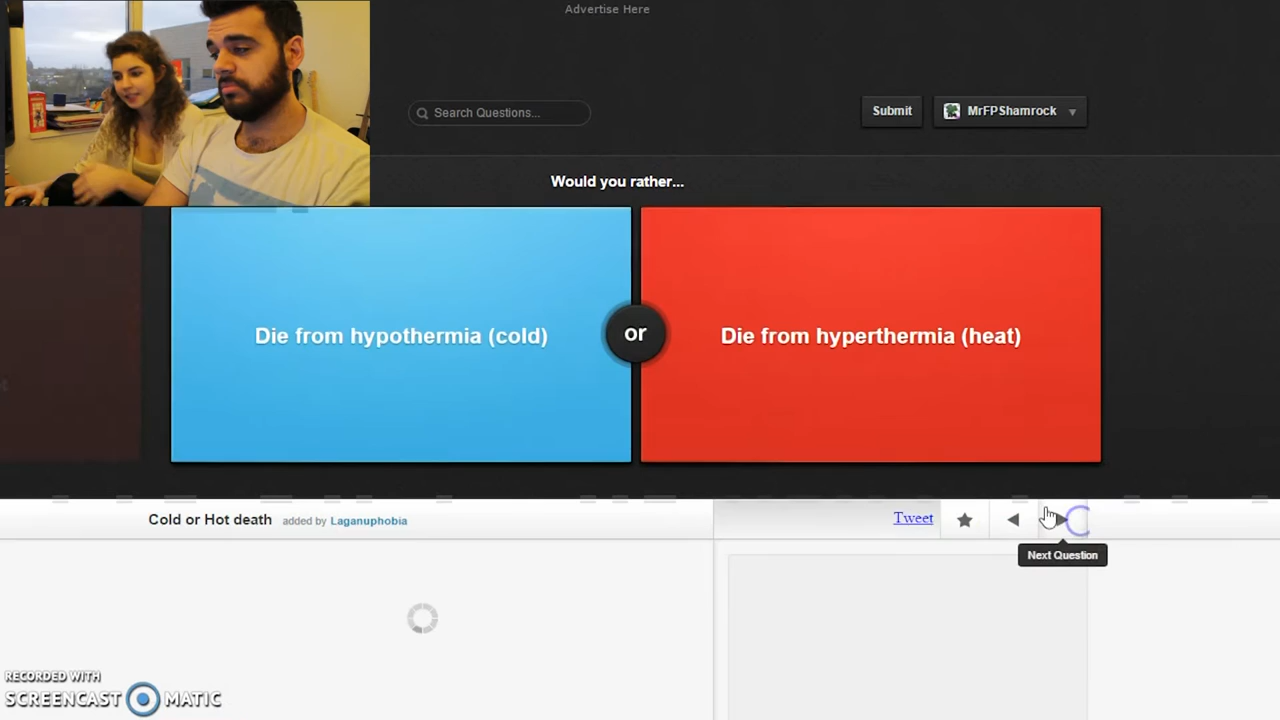 Advertise Here
Search Questions...
Submit
MrFPShamrock
Would you rather...
Die from hypothermia (cold)
or
Die from hyperthermia (heat)
Cold or Hot death added by Laganuphobia
Tweet
Next Question
RECORDED WITH
SCREENCAST MATIC